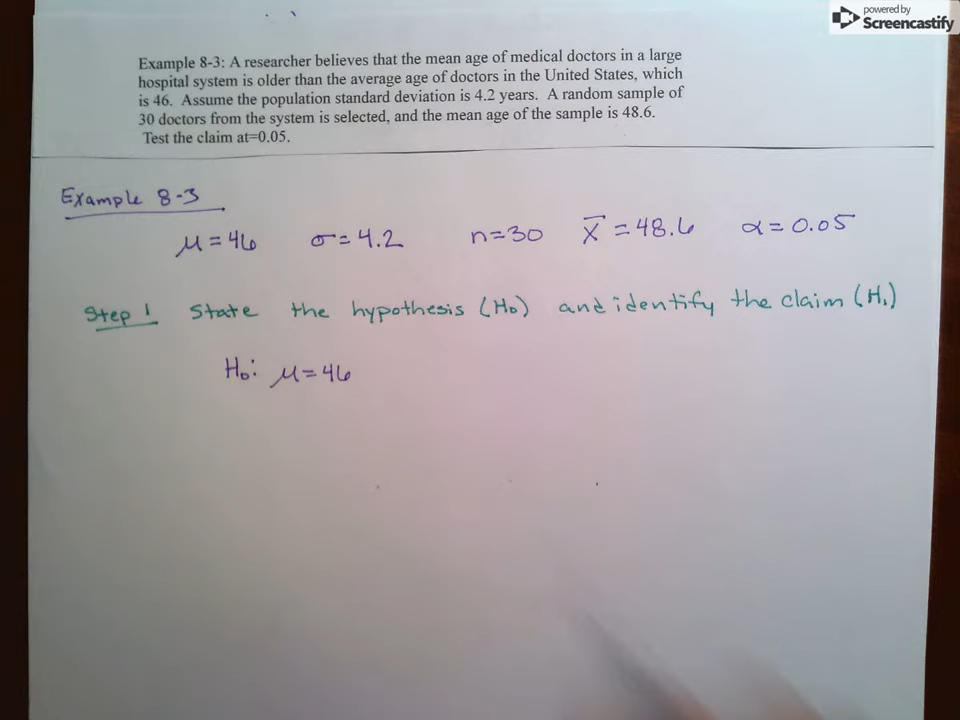 powered by
Screencastify
Example 8-3: A researcher believes that the mean age of medical doctors in a large
hospital system is older than the average age of doctors in the United States, which
is 46. Assume the population standard deviation is 4.2 years. A random sample of
30 doctors from the system is selected, and the mean age of the sample is 48.6.
Test the claim at=0.05.
Example 8-3
μ=46 σ=4.2 n=30 x̄=48.6 α=0.05
Step 1 State the hypothesis (H₀) and identify the claim (H₁)
H₀: μ=46